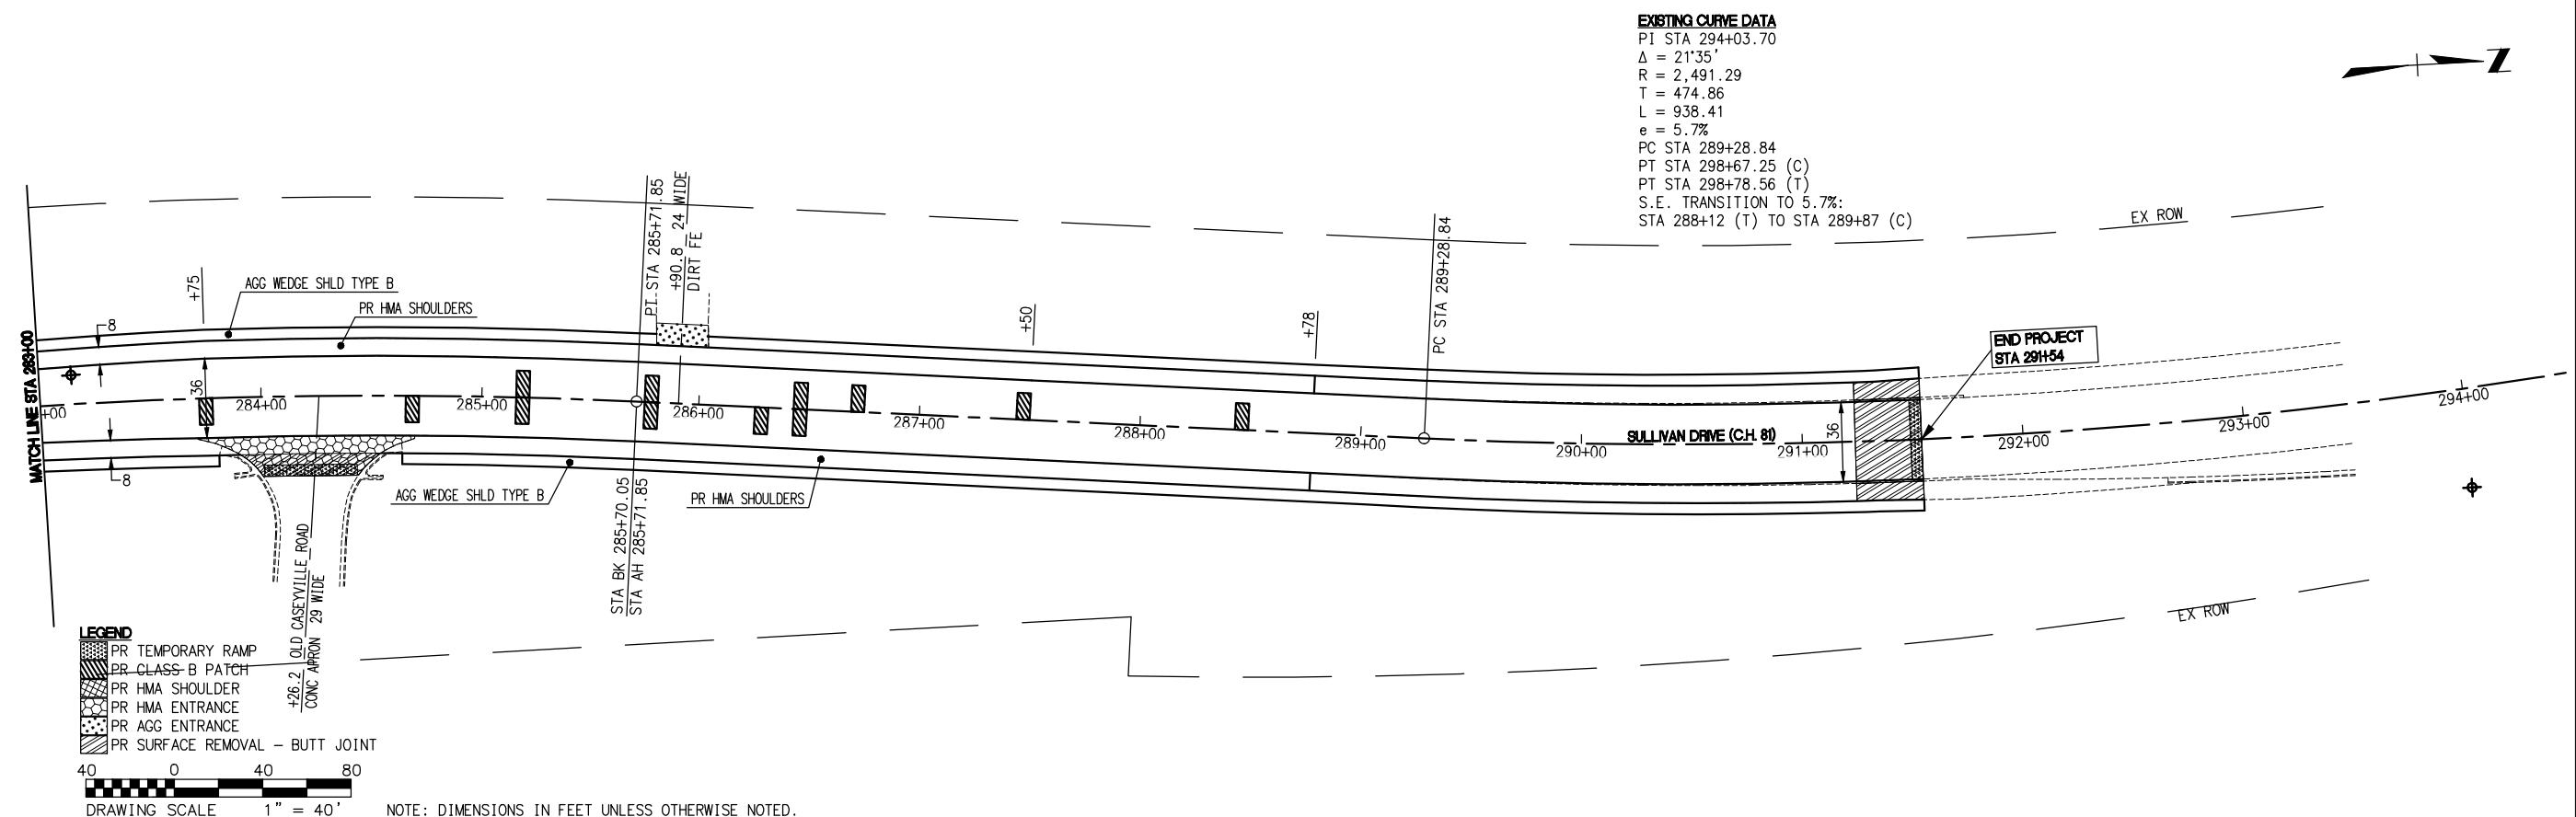 EXISTING CURVE DATA
PI STA 294+03.70
Δ = 21°35'
R = 2,491.29
T = 474.86
L = 938.41
e = 5.7%
PC STA 289+28.84
PT STA 298+67.25 (C)
PT STA 298+78.56 (T)
S.E. TRANSITION TO 5.7%:
STA 288+12 (T) TO STA 289+87 (C)
Z
EX ROW
MATCH LINE STA 283+00
+00
8
8
+75
36
AGG WEDGE SHLD TYPE B
PR HMA SHOULDERS
PI STA 285+71.85
+90.8 24 WIDE
DIRT FE
+50
+78
PC STA 289+28.84
END PROJECT
STA 291+54
284+00
285+00
286+00
287+00
288+00
289+00
290+00
291+00
292+00
293+00
294+00
SULLIVAN DRIVE (C.H. 81)
36
AGG WEDGE SHLD TYPE B
PR HMA SHOULDERS
STA BK 285+70.05
STA AH 285+71.85
+26.2 OLD CASEYVILLE ROAD
CONC APRON 29 WIDE
EX ROW
LEGEND
PR TEMPORARY RAMP
PR CLASS B PATCH
PR HMA SHOULDER
PR HMA ENTRANCE
PR AGG ENTRANCE
PR SURFACE REMOVAL - BUTT JOINT
40 0 40 80
DRAWING SCALE 1" = 40'
NOTE: DIMENSIONS IN FEET UNLESS OTHERWISE NOTED.